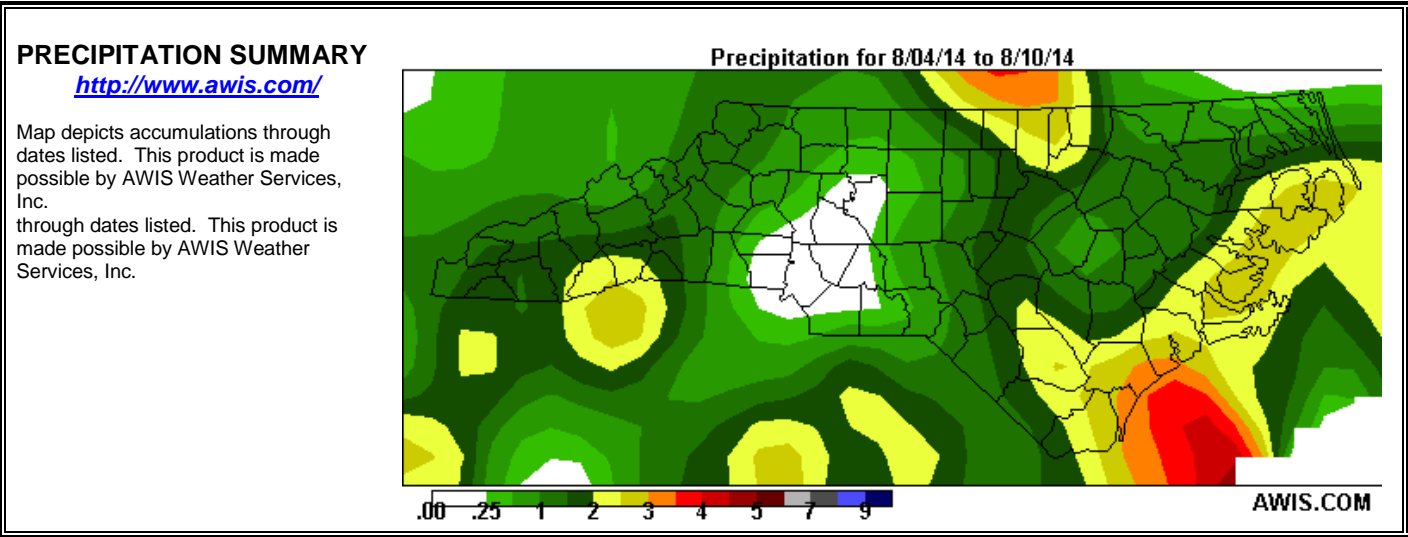 PRECIPITATION SUMMARY
http://www.awis.com/
Map depicts accumulations through
dates listed. This product is made
possible by AWIS Weather Services,
Inc.
through dates listed. This product is
made possible by AWIS Weather
Services, Inc.
Precipitation for 8/04/14 to 8/10/14
.00 .25 1 2 3 4 5 7 9
AWIS.COM